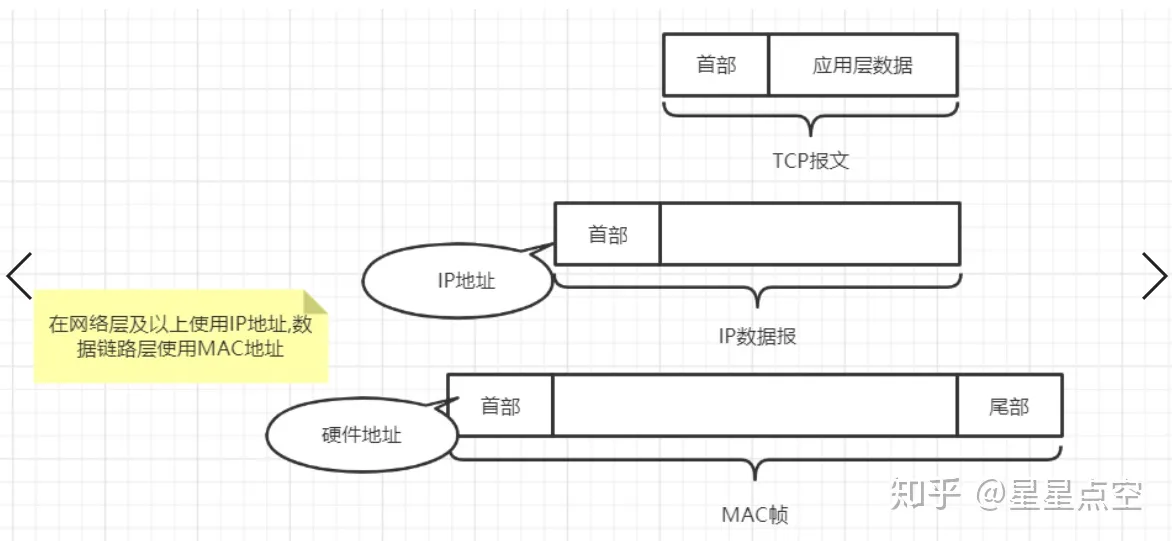 首部 应用层数据
TCP报文
首部
IP地址
IP数据报
在网络层及以上使用IP地址,数
据链路层使用MAC地址
首部 尾部
硬件地址
MAC帧
知乎 @星星点空